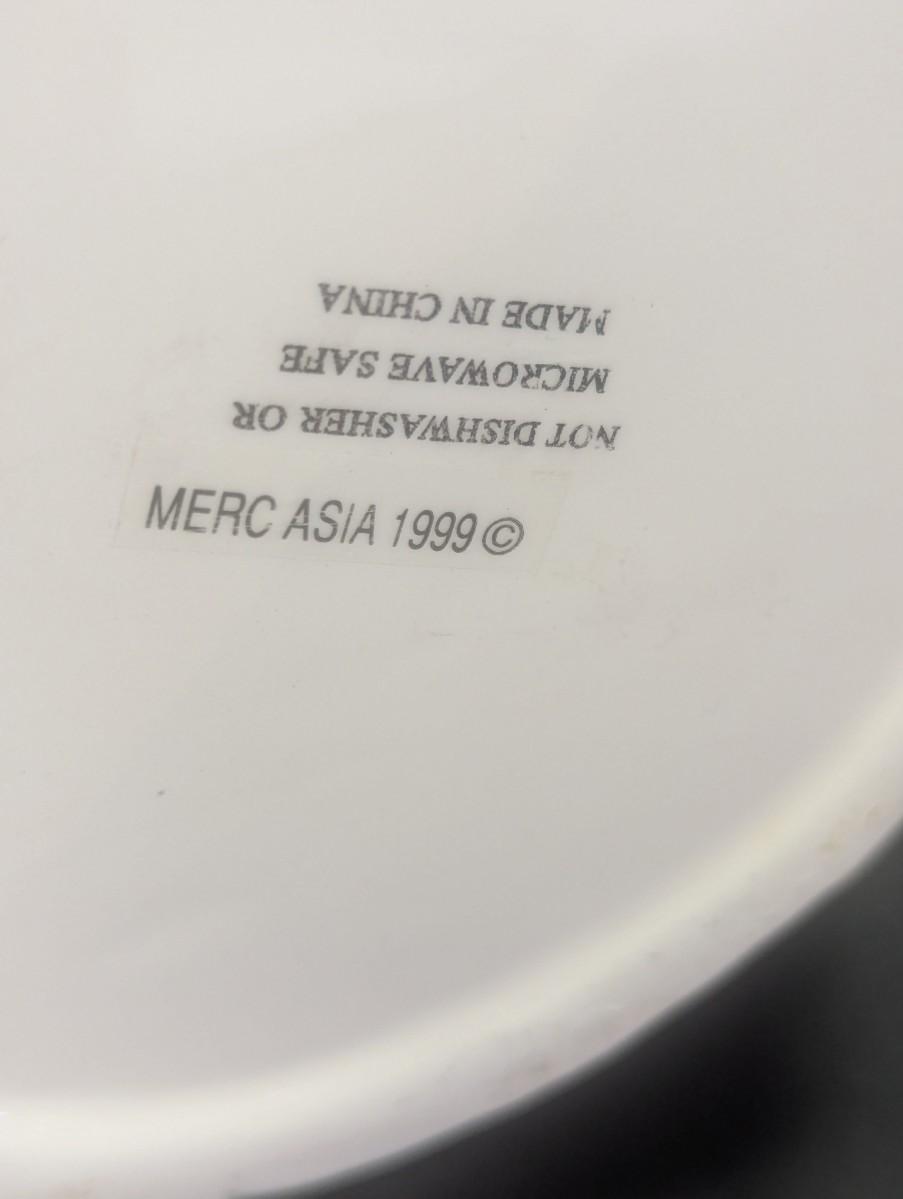 NOT DISHWASHER OR
MICROWAVE SAFE
MADE IN CHINA
MERC ASIA 1999 ©